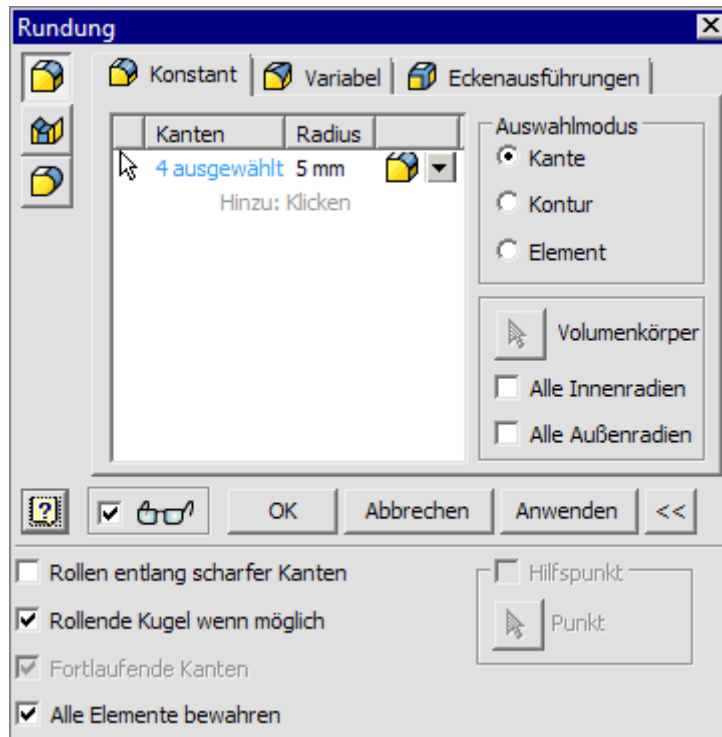 Rundung
Konstant
Variabel
Eckenausführungen
Kanten
Radius
4 ausgewählt
5 mm
Hinzu: Klicken
Auswahlmodus
Kante
Kontur
Element
Volumenkörper
Alle Innenradien
Alle Außenradien
OK
Abbrechen
Anwenden
<<
Rollen entlang scharfer Kanten
Rollende Kugel wenn möglich
Fortlaufende Kanten
Alle Elemente bewahren
Hilfspunkt
Punkt